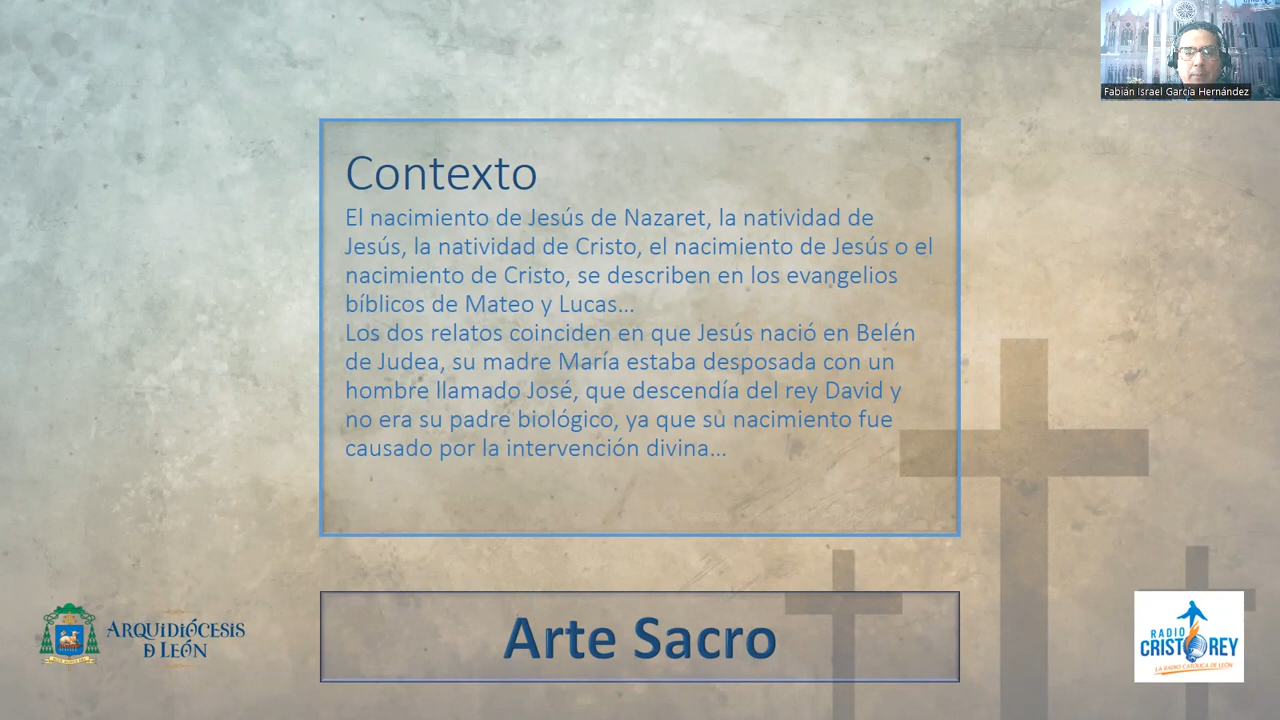 Fabián Israel García Hernández
Contexto
El nacimiento de Jesús de Nazaret, la natividad de
Jesús, la natividad de Cristo, el nacimiento de Jesús o el
nacimiento de Cristo, se describen en los evangelios
bíblicos de Mateo y Lucas...
Los dos relatos coinciden en que Jesús nació en Belén
de Judea, su madre María estaba desposada con un
hombre llamado José, que descendía del rey David y
no era su padre biológico, ya que su nacimiento fue
causado por la intervención divina...
ARQUIDIÓCESIS
D LEÓN
Arte Sacro
RADIO
CRISTO REY
LA RADIO CATÓLICA DE LEÓN